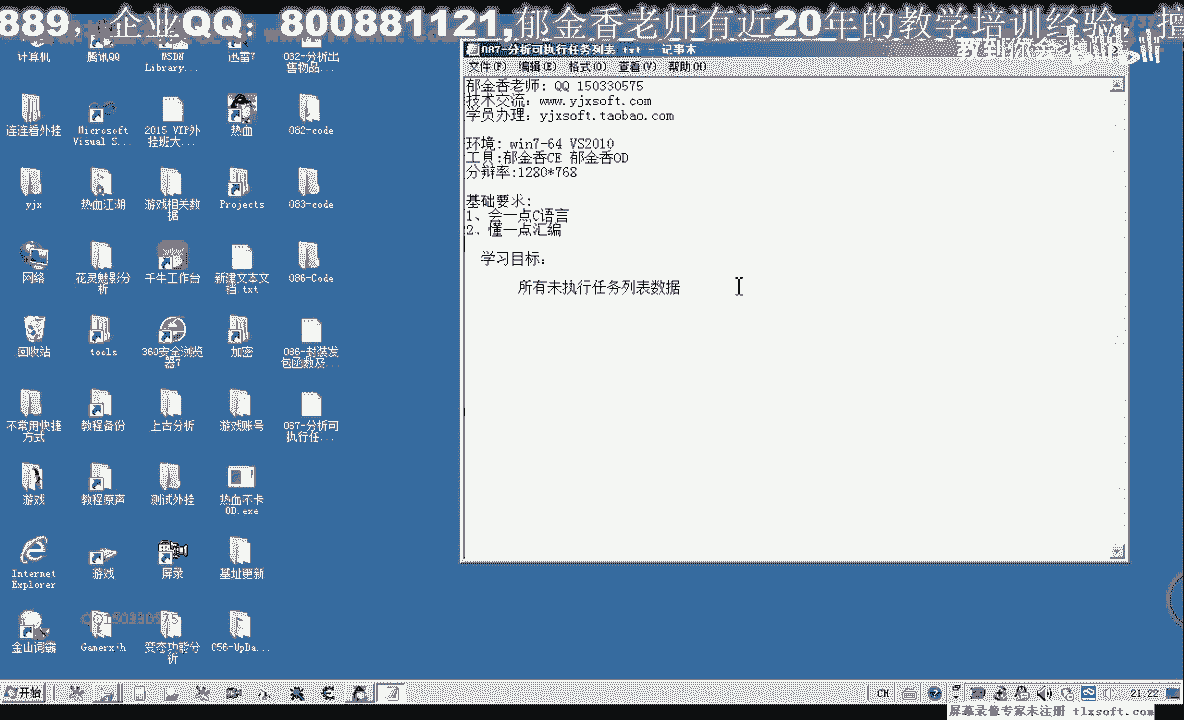 889, 企业QQ: 800881121,郁金香老师有近20年的教学培训经验，擅
教到你会
bilibili
087-分析可执行任务列表.txt - 记事本
文件(F) 编辑(E) 格式(O) 查看(V) 帮助(H)
郁金香老师: QQ 150330575
技术交流: www.yjxsoft.com
学员办理: yjxsoft.taobao.com
环境: win7-64 VS2010
工具:郁金香CE 郁金香OD
分辩率:1280*768
基础要求:
1、会一点C语言
2、懂一点汇编
学习目标:
所有未执行任务列表数据
计算机
腾讯QQ
MSDN
Library...
迅雷7
032-分析出
售物品...
连连看外挂
Microsoft
Visual S...
2015 VIP外
挂班大...
热血
082-code
yjx
热血江湖
游戏相关数
据
Projects
083-code
网络
花灵魅影分
析
千牛工作台
新建文本文
档.txt
086-Code
回收站
tools
360安全浏览
器7
加密
086-封装发
包函数及...
不常用快捷
方式
教程备份
上古分析
游戏账号
087-分析可
执行任...
游戏
教程原声
测试外挂
热血不卡
OD.exe
Internet
Explorer
游戏
屏录
基址更新
QQ150330575
金山词霸
Gamerxjh
变态功能分
析
C56-UpDa...
开始
CH
21:22
屏幕录像专家未注册 tlxsoft.com